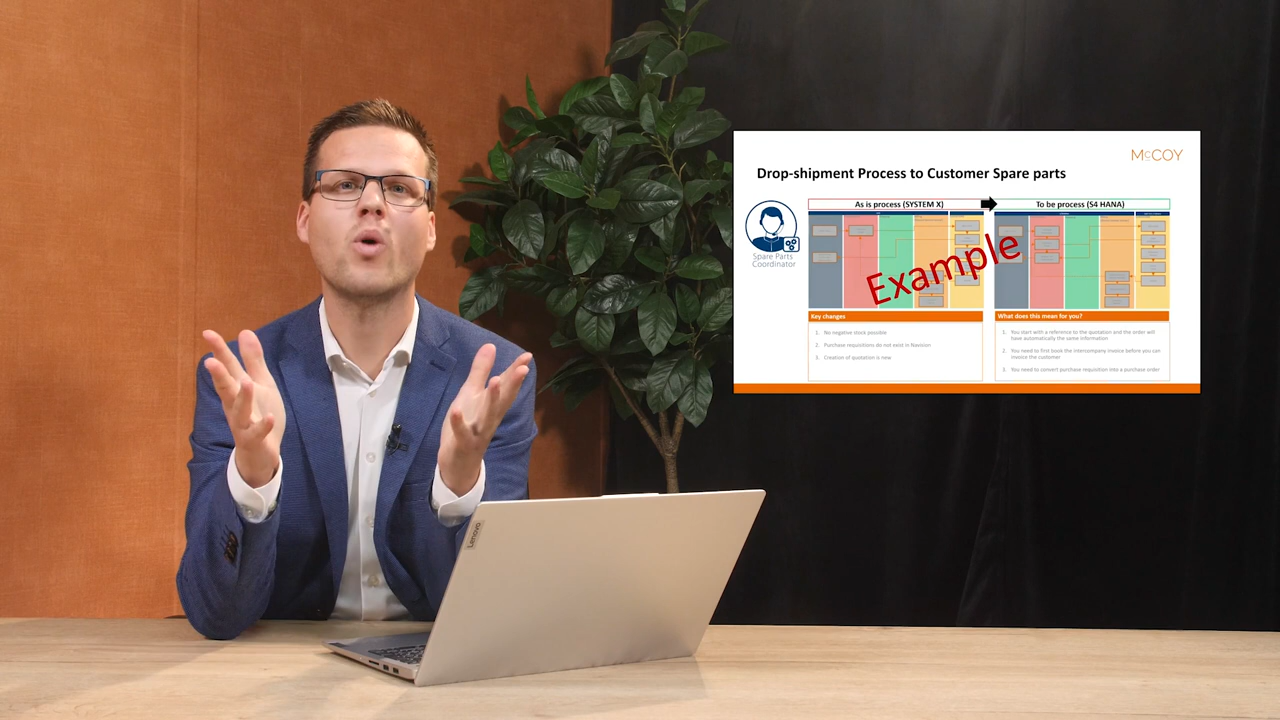 McCOY
Drop-shipment Process to Customer Spare parts
As is process (SYSTEM X)
To be process (S4 HANA)
Spare Parts
Coordinator
Example
Key changes
1. No negative stock possible
2. Purchase requisitions do not exist in Navision
3. Creation of quotation is new
What does this mean for you?
1. You start with a reference to the quotation and the order will
have automatically the same information
2. You need to first book the intercompany invoice before you can
invoice the customer
3. You need to convert purchase requisition into a purchase order
Lenovo